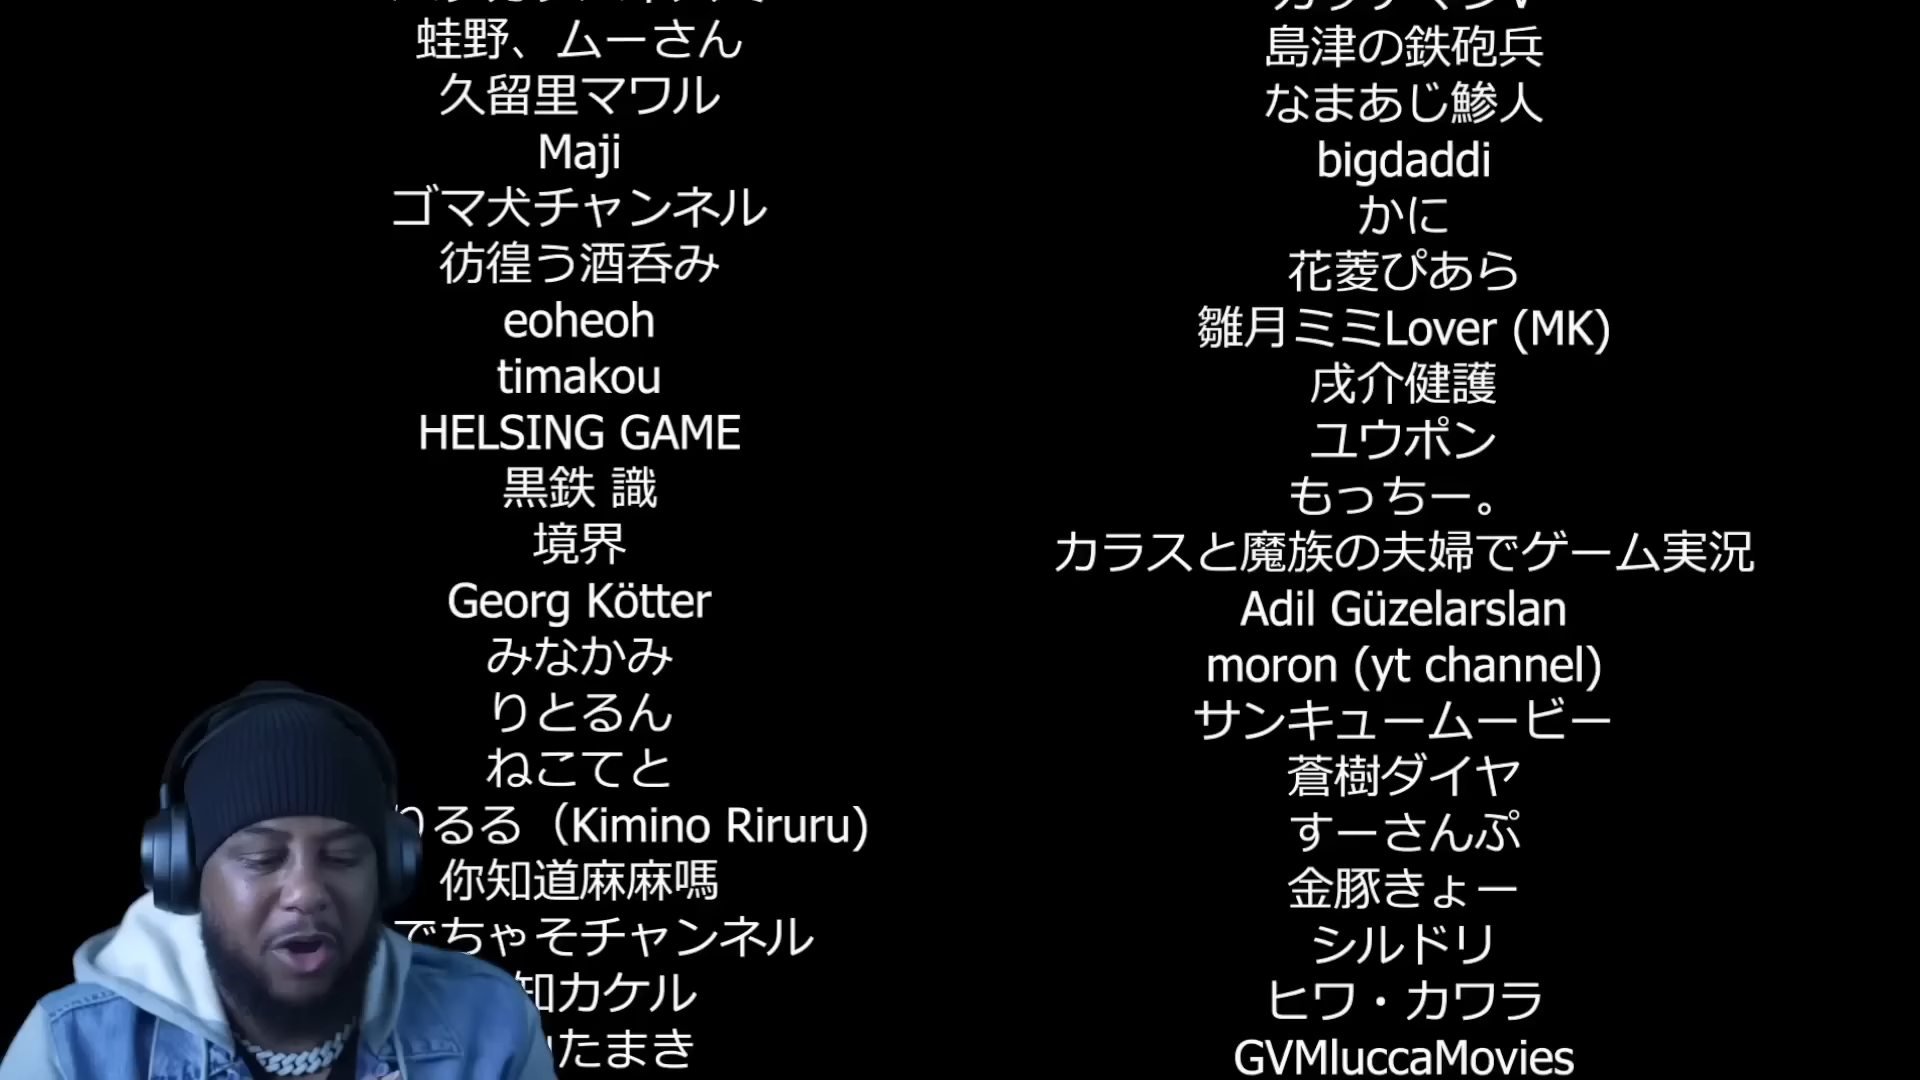 蛙野、ムーさん
久留里マワル
Maji
ゴマ犬チャンネル
彷徨う酒呑み
eoheoh
timakou
HELSING GAME
黒鉄 識
境界
Georg Kötter
みなかみ
りとるん
ねこてと
りるる（Kimino Riruru)
你知道麻麻嗎
でちゃそチャンネル
知カケル
たまき
島津の鉄砲兵
なまあじ鯵人
bigdaddi
かに
花菱ぴあら
雛月ミミLover (MK)
戌介健護
ユウポン
もっちー。
カラスと魔族の夫婦でゲーム実況
Adil Güzelarslan
moron (yt channel)
サンキュームービー
蒼樹ダイヤ
すーさんぷ
金豚きょー
シルドリ
ヒワ・カワラ
GVMluccaMovies